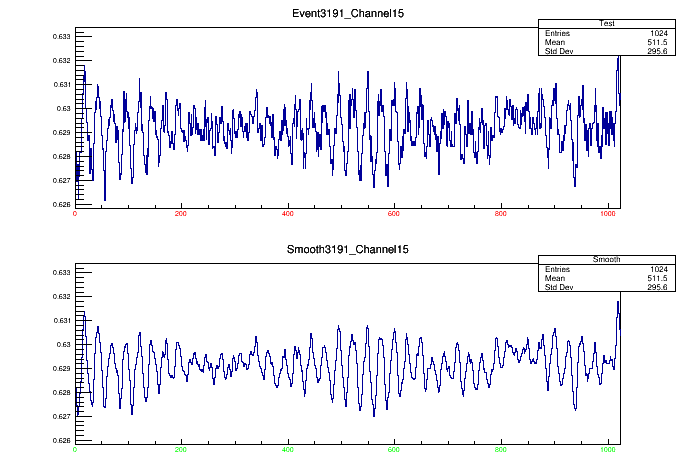 Event3191_Channel15
Test
Entries 1024
Mean 511.5
Std Dev 295.6
0.633
0.632
0.631
0.63
0.629
0.628
0.627
0.626
0 200 400 600 800 1000
Smooth3191_Channel15
Smooth
Entries 1024
Mean 511.5
Std Dev 295.6
0.633
0.632
0.631
0.63
0.629
0.628
0.627
0.626
0 200 400 600 800 1000